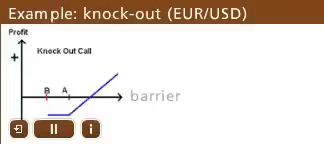 Example: knock-out (EUR/USD)
Profit
Knock Out Call
+
B A
barrier
i